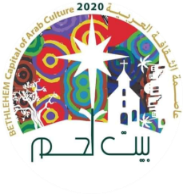 BETHLEHEM Capital of Arab Culture 2020 عاصمة الثقافة العربية
بيت لحم